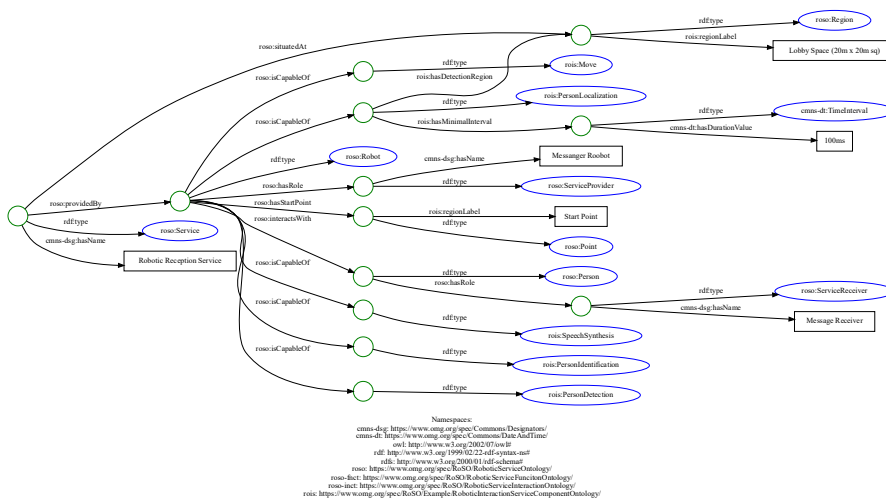 rdf:type
roso:Region
rois:regionLabel
Lobby Space (20m x 20m sq)
roso:situatedAt
rdf:type
rois:Move
roso:isCapableOf
rois:hasDetectionRegion
rdf:type
rois:PersonLocalization
rdf:type
cmns-dt:TimeInterval
roso:isCapableOf
rois:hasMinimalInterval
cmns-dt:hasDurationValue
100ms
rdf:type
roso:Robot
cmns-dsg:hasName
Messanger Roobot
roso:hasRole
rdf:type
roso:ServiceProvider
roso:providedBy
roso:hasStartPoint
rois:regionLabel
Start Point
roso:interactsWith
rdf:type
rdf:type
roso:Service
roso:Point
cmns-dsg:hasName
Robotic Reception Service
roso:isCapableOf
rdf:type
roso:Person
roso:hasRole
rdf:type
roso:ServiceReceiver
roso:isCapableOf
cmns-dsg:hasName
Message Receiver
rdf:type
rois:SpeechSynthesis
roso:isCapableOf
rdf:type
rois:PersonIdentification
rdf:type
rois:PersonDetection
Namespaces:
cmns-dsg: https://www.omg.org/spec/Commons/Designators/
cmns-dt: https://www.omg.org/spec/Commons/DateAndTime/
owl: http://www.w3.org/2002/07/owl#
rdf: http://www.w3.org/1999/02/22-rdf-syntax-ns#
rdfs: http://www.w3.org/2000/01/rdf-schema#
roso: https://www.omg.org/spec/RoSO/RoboticServiceOntology/
roso-fnct: https://www.omg.org/spec/RoSO/RoboticServiceFuncitonOntology/
roso-inct: https://www.omg.org/spec/RoSO/RoboticServiceInteractionOntology/
rois: https://www.omg.org/spec/RoSO/Example/RoboticInteractionServiceComponentOntology/